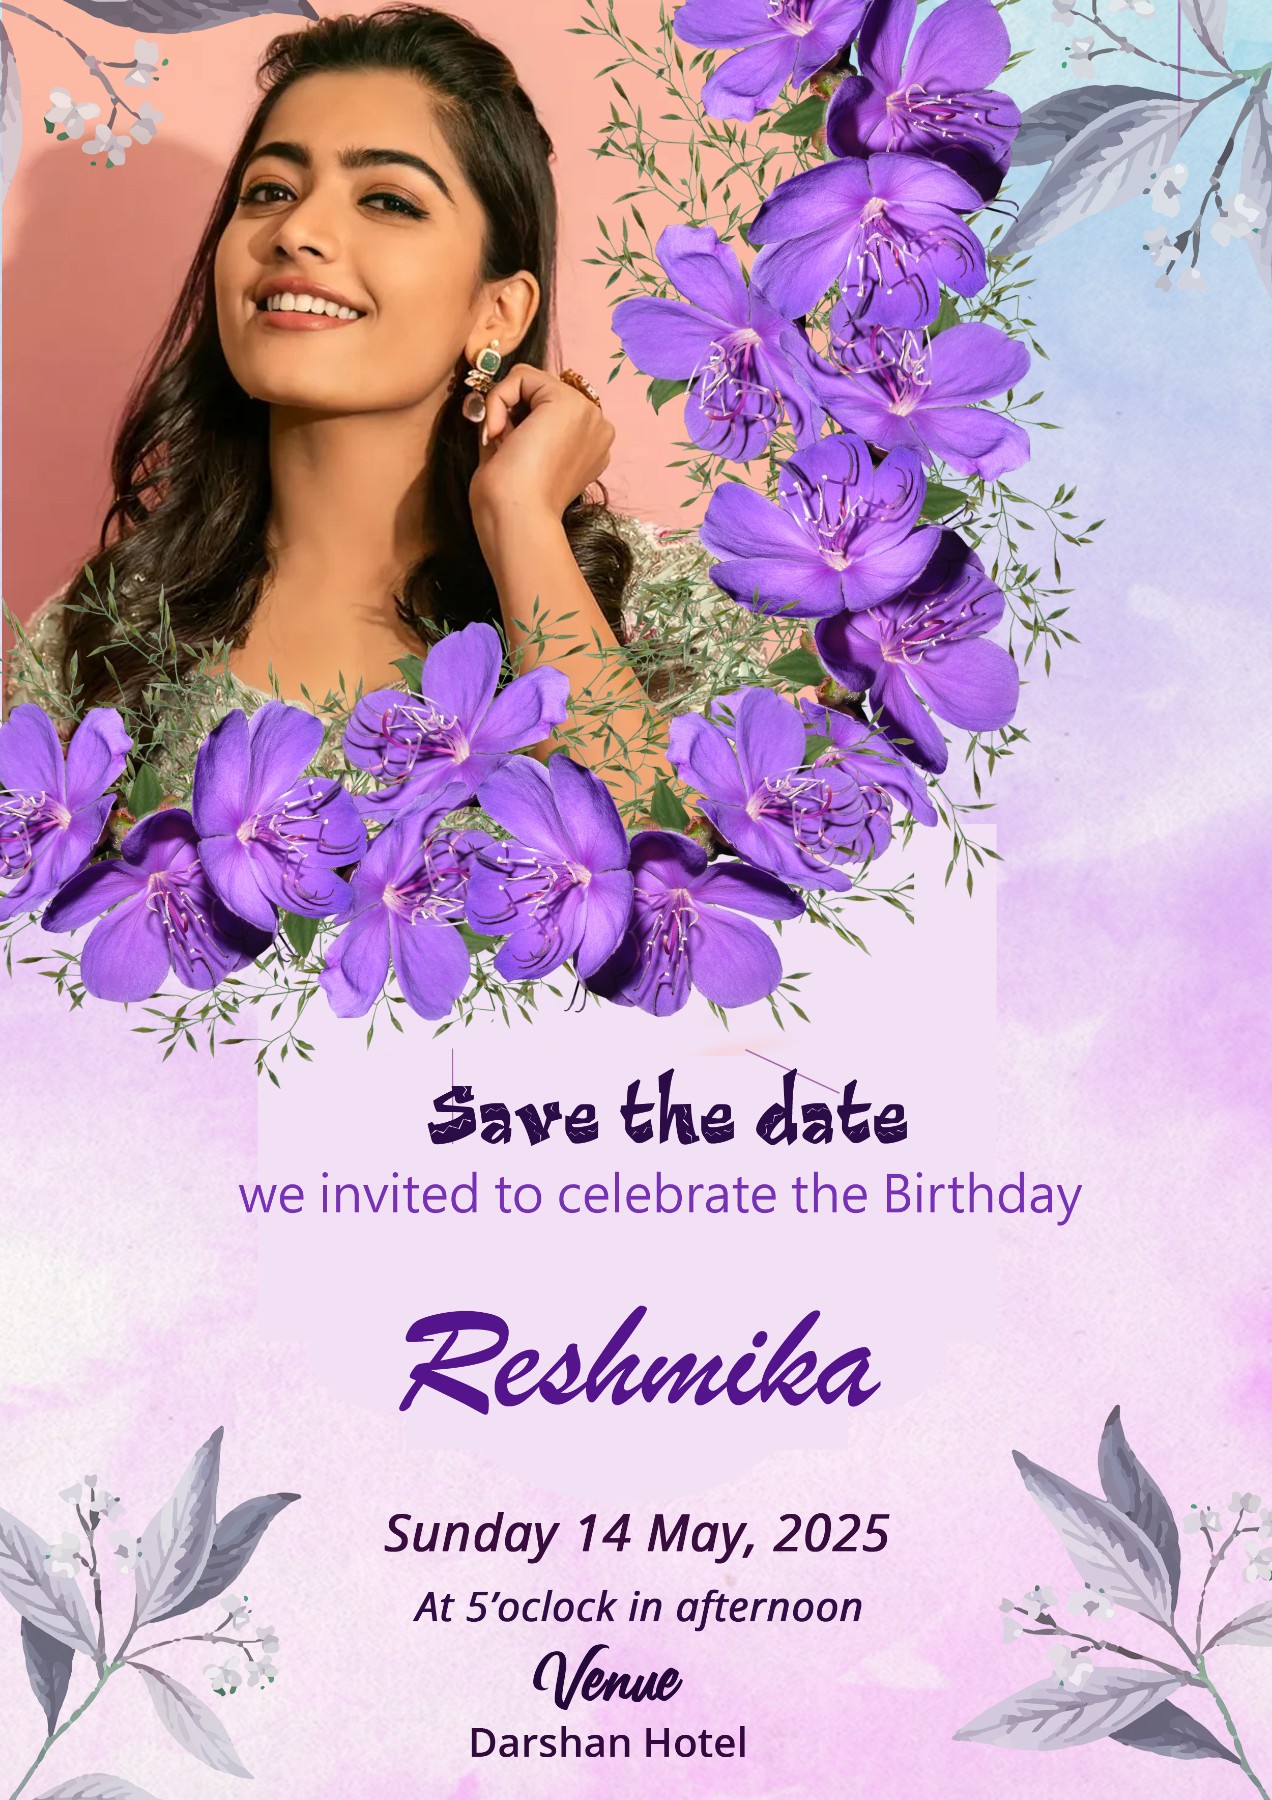 Save the date
we invited to celebrate the Birthday
Reshmika
Sunday 14 May, 2025
At 5’oclock in afternoon
Venue
Darshan Hotel